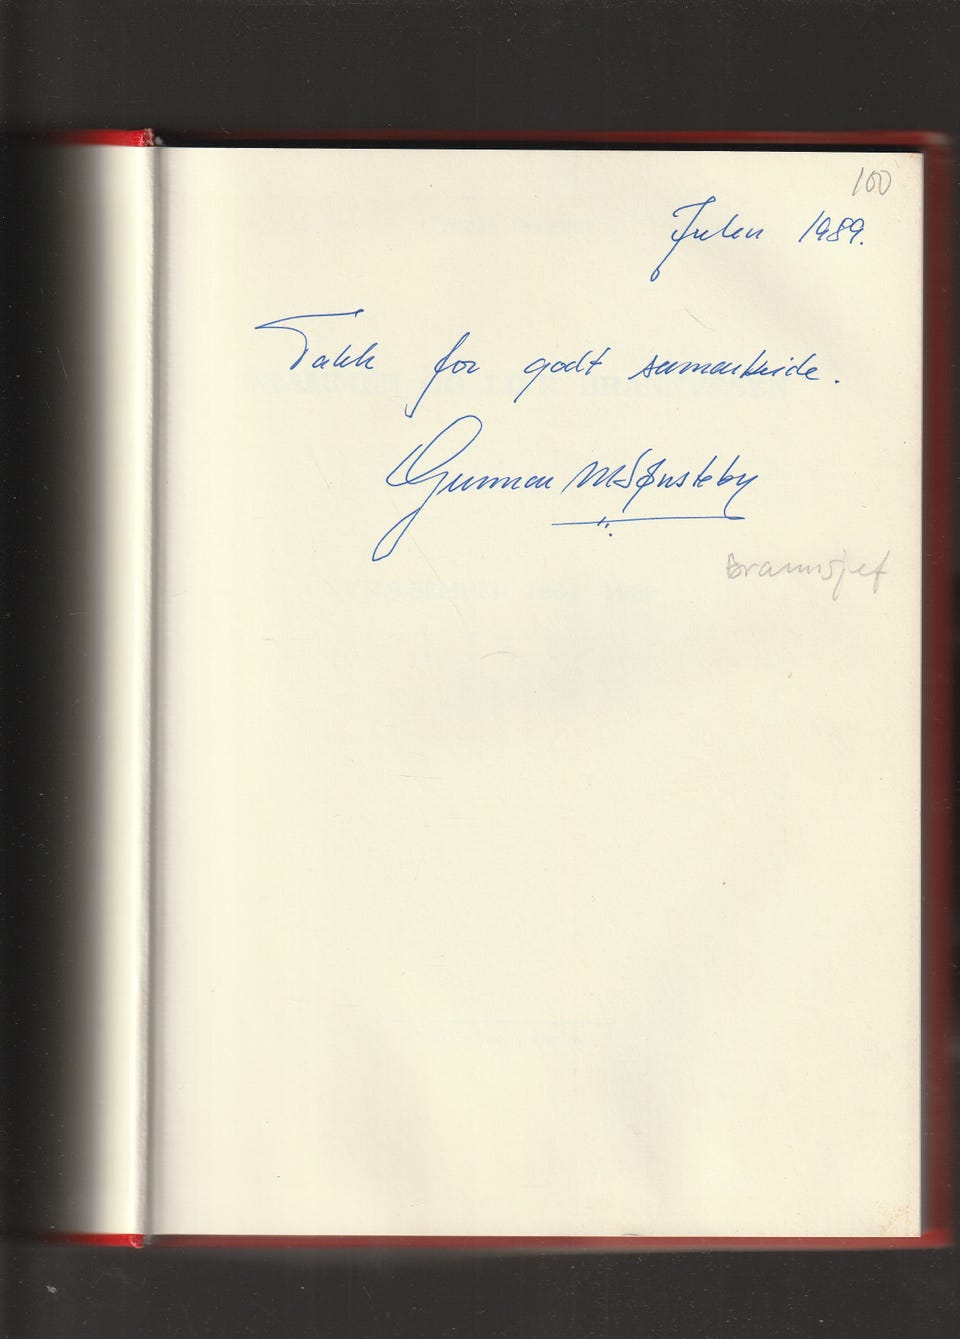 100
Julen 1989.
Takk for godt samarbeide.
Gunnar M Sønsteby
Brannsjef